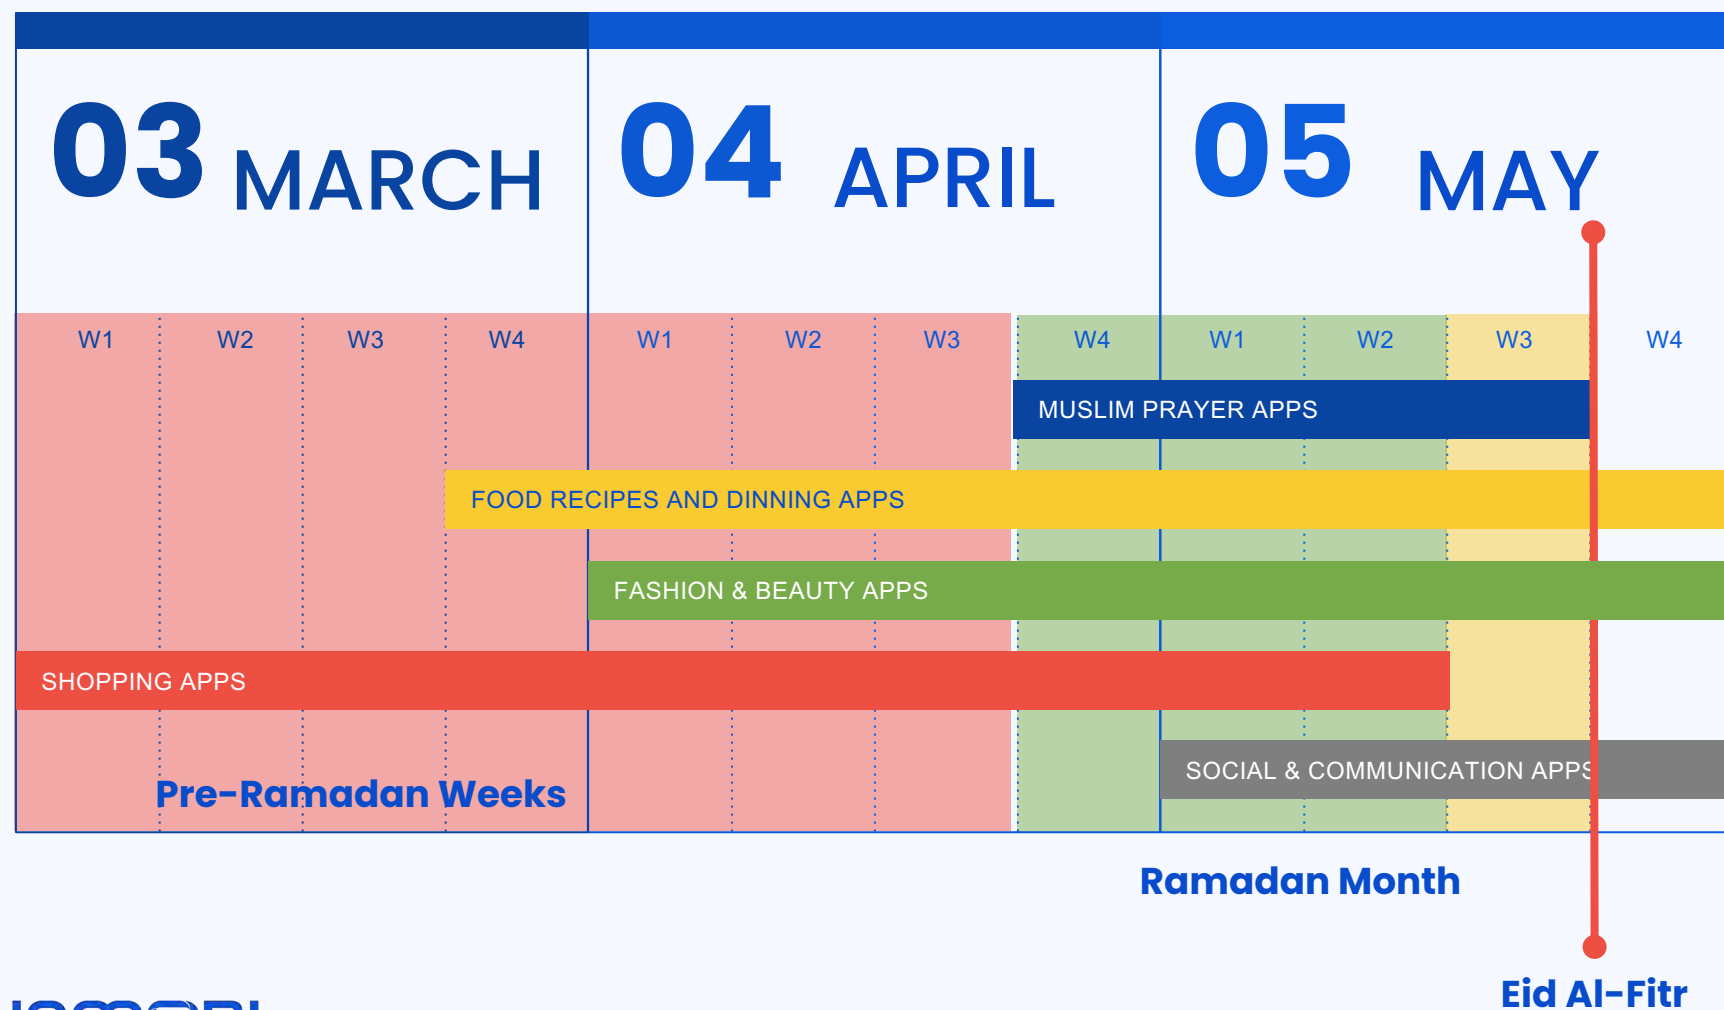 03 MARCH 04 APRIL 05 MAY
W1 W2 W3 W4 W1 W2 W3 W4 W1 W2 W3 W4
MUSLIM PRAYER APPS
FOOD RECIPES AND DINNING APPS
FASHION & BEAUTY APPS
SHOPPING APPS
SOCIAL & COMMUNICATION APPS
Pre-Ramadan Weeks
Ramadan Month
Eid Al-Fitr